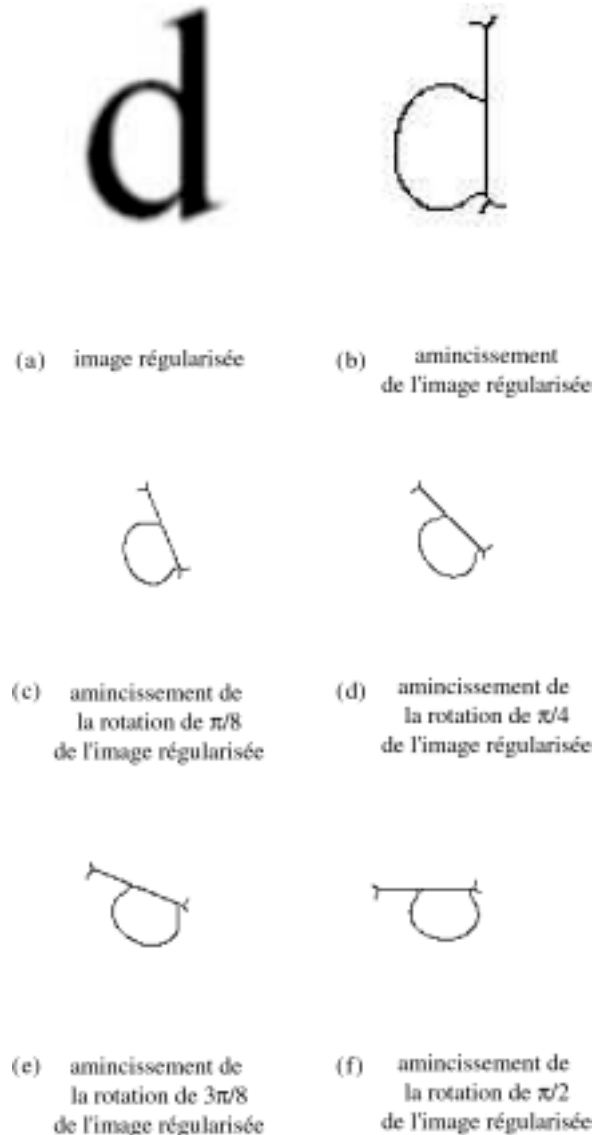 d
(a) image régularisée
(b) amincissement
de l'image régularisée
(c) amincissement de
la rotation de π/8
de l'image régularisée
(d) amincissement de
la rotation de π/4
de l'image régularisée
(e) amincissement de
la rotation de 3π/8
de l'image régularisée
(f) amincissement de
la rotation de π/2
de l'image régularisée